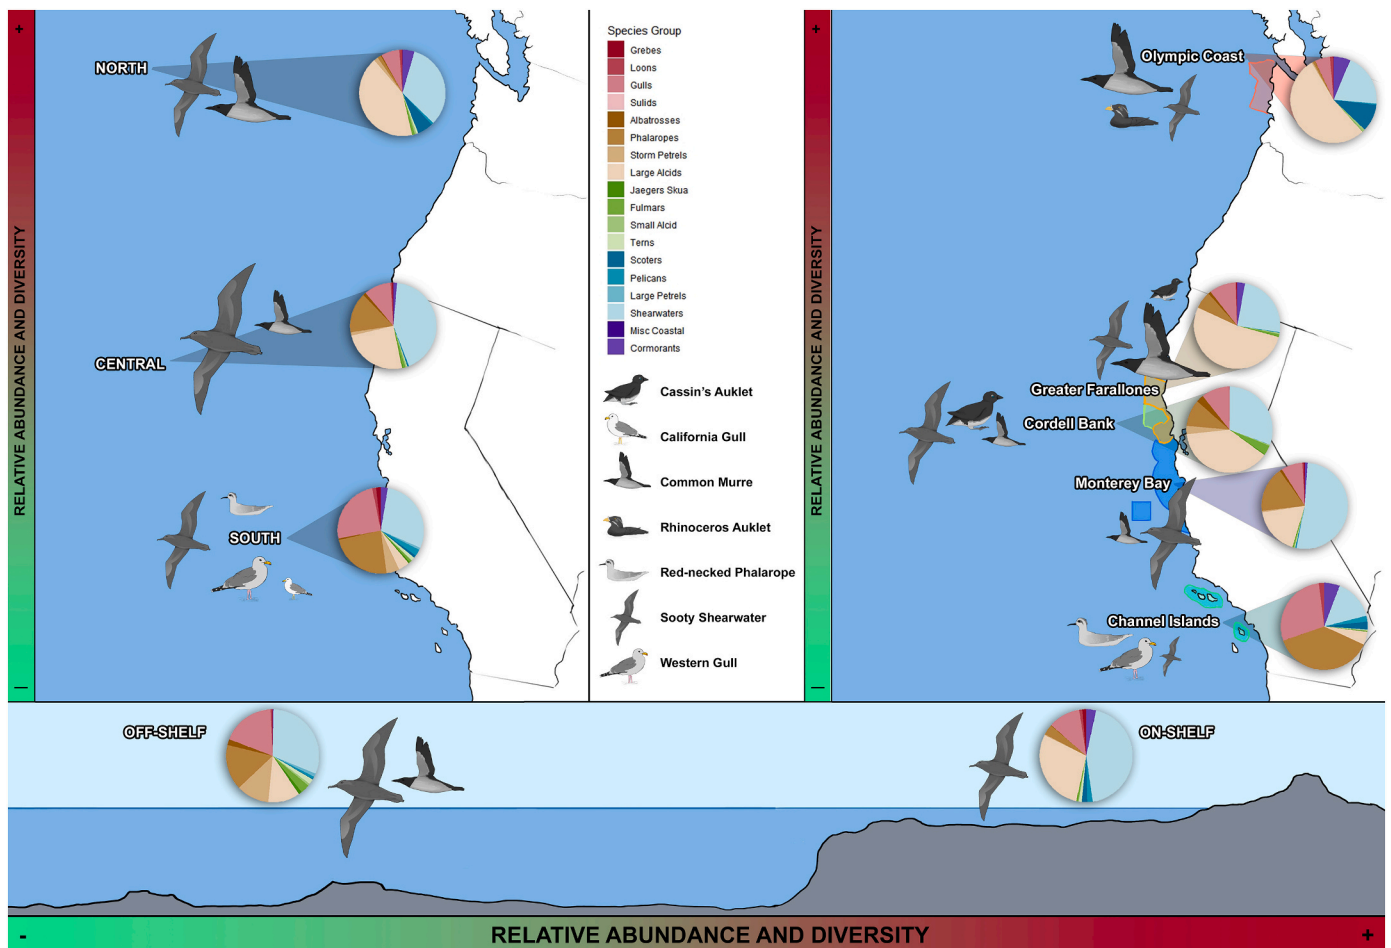 +
NORTH
CENTRAL
SOUTH
RELATIVE ABUNDANCE AND DIVERSITY
—
Species Group
Grebes
Loons
Gulls
Sulids
Albatrosses
Phalaropes
Storm Petrels
Large Alcids
Jaegers Skua
Fulmars
Small Alcid
Terns
Scoters
Pelicans
Large Petrels
Shearwaters
Misc Coastal
Cormorants
Cassin's Auklet
California Gull
Common Murre
Rhinoceros Auklet
Red-necked Phalarope
Sooty Shearwater
Western Gull
+
RELATIVE ABUNDANCE AND DIVERSITY
—
Olympic Coast
Greater Farallones
Cordell Bank
Monterey Bay
Channel Islands
OFF-SHELF
ON-SHELF
- RELATIVE ABUNDANCE AND DIVERSITY +